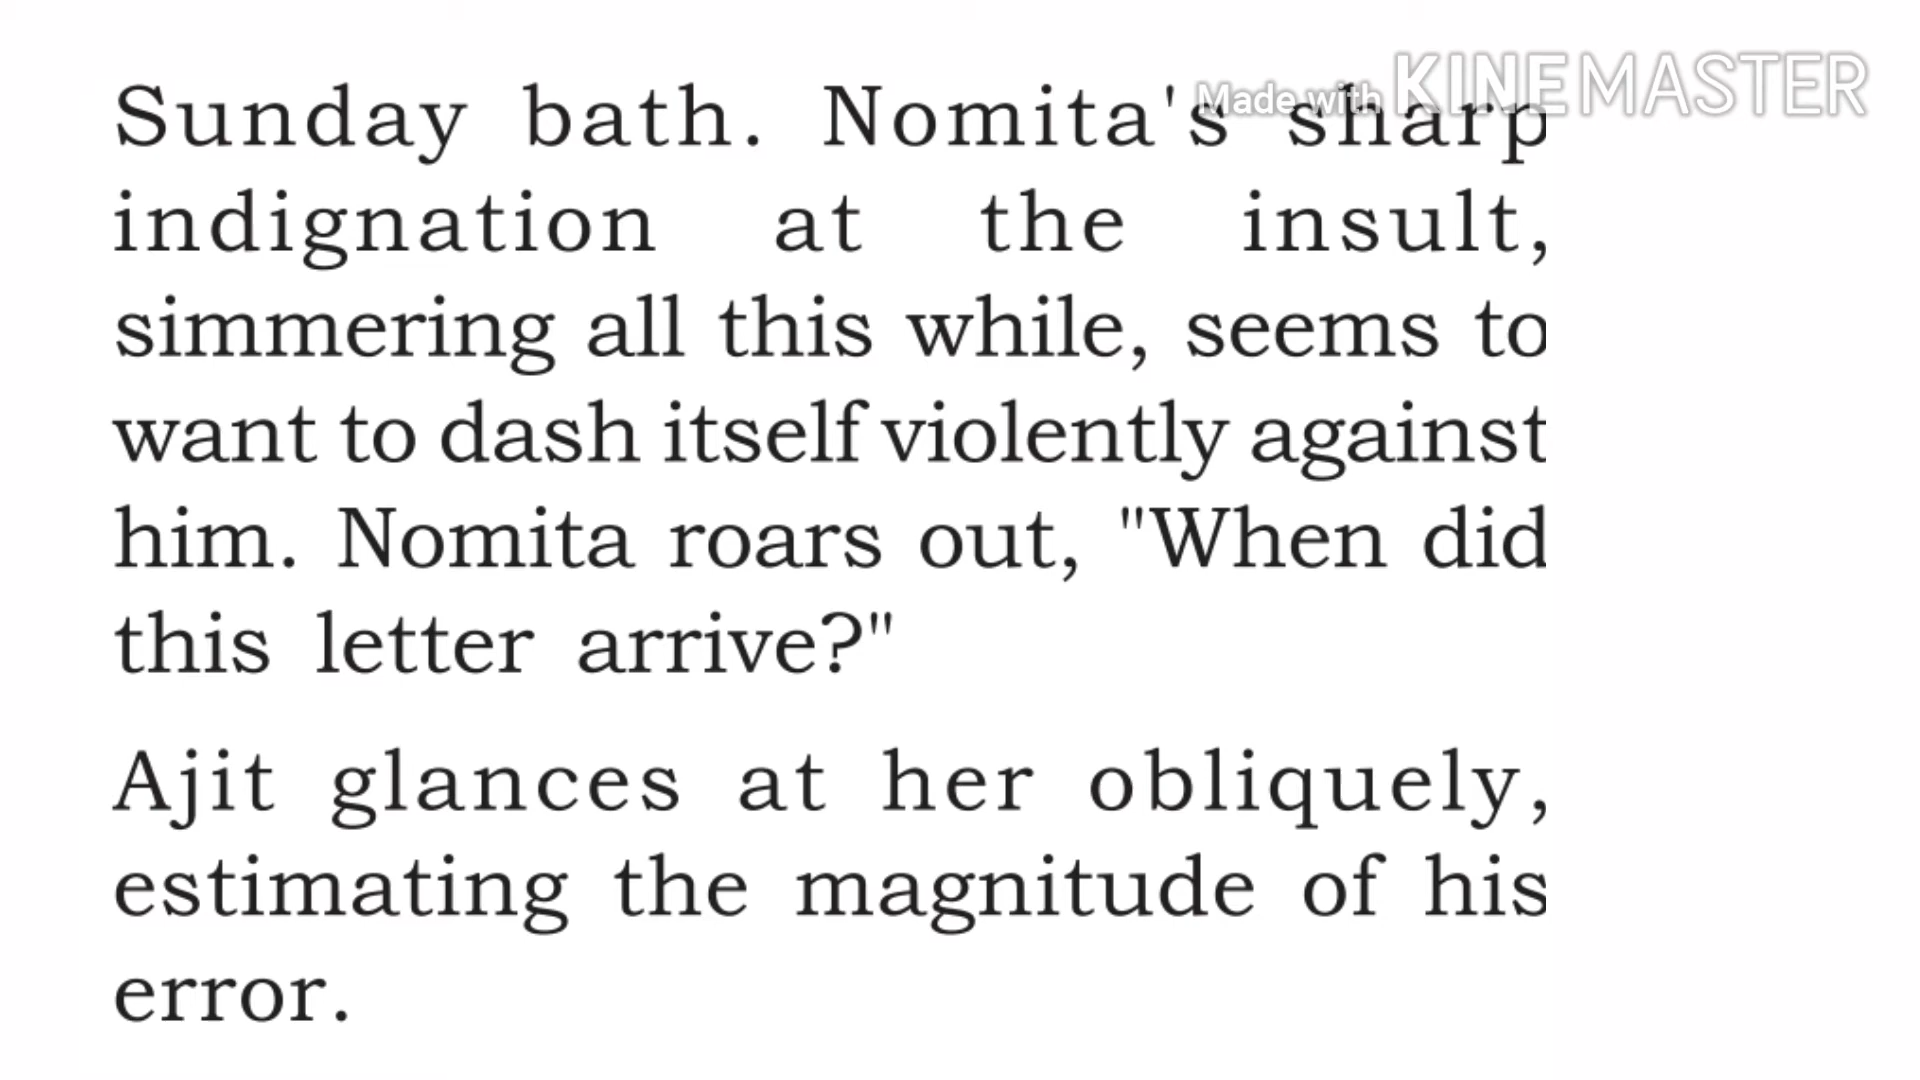 Made with KINEMASTER
Sunday bath. Nomita's sharp
indignation at the insult,
simmering all this while, seems to
want to dash itself violently against
him. Nomita roars out, "When did
this letter arrive?"
Ajit glances at her obliquely,
estimating the magnitude of his
error.